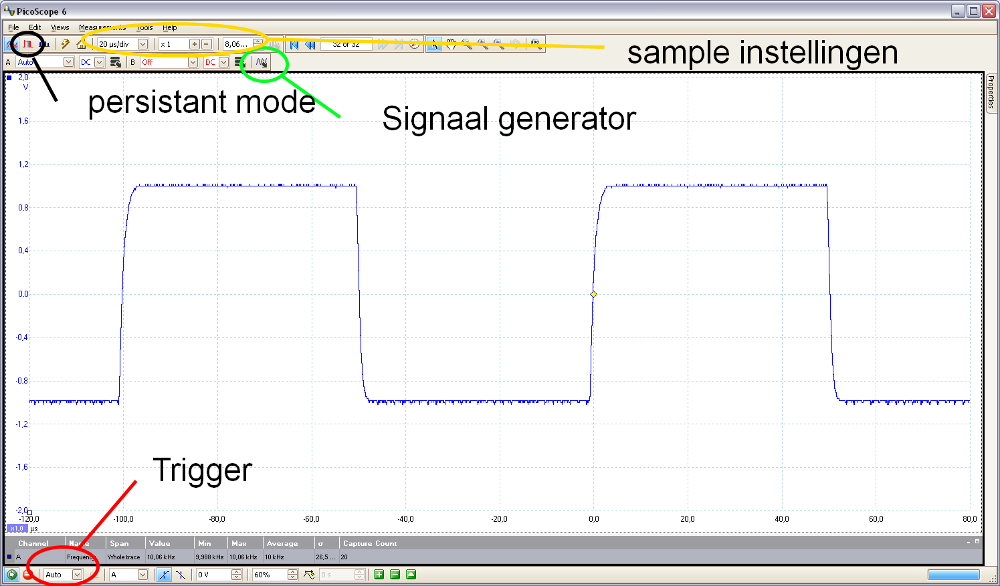 PicoScope 6
File Edit Views Measurements Tools Help
20 µs/div x 1 8,06... 32 of 32
A Auto DC B Off DC
sample instellingen
persistant mode
Signaal generator
Properties
2,0
V
1,6
1,2
0,8
0,4
0,0
-0,4
-0,8
-1,2
-1,6
-2,0
Trigger
-120,0 -100,0 -80,0 -60,0 -40,0 -20,0 0,0 20,0 40,0 60,0 80,0
x1.0 µs
Channel Name Span Value Min Max Average σ Capture Count
A Frequency Whole trace 10,06 kHz 9,988 kHz 10,06 kHz 10 kHz 26,5 ... 20
Auto A 0 V 60% 0 s